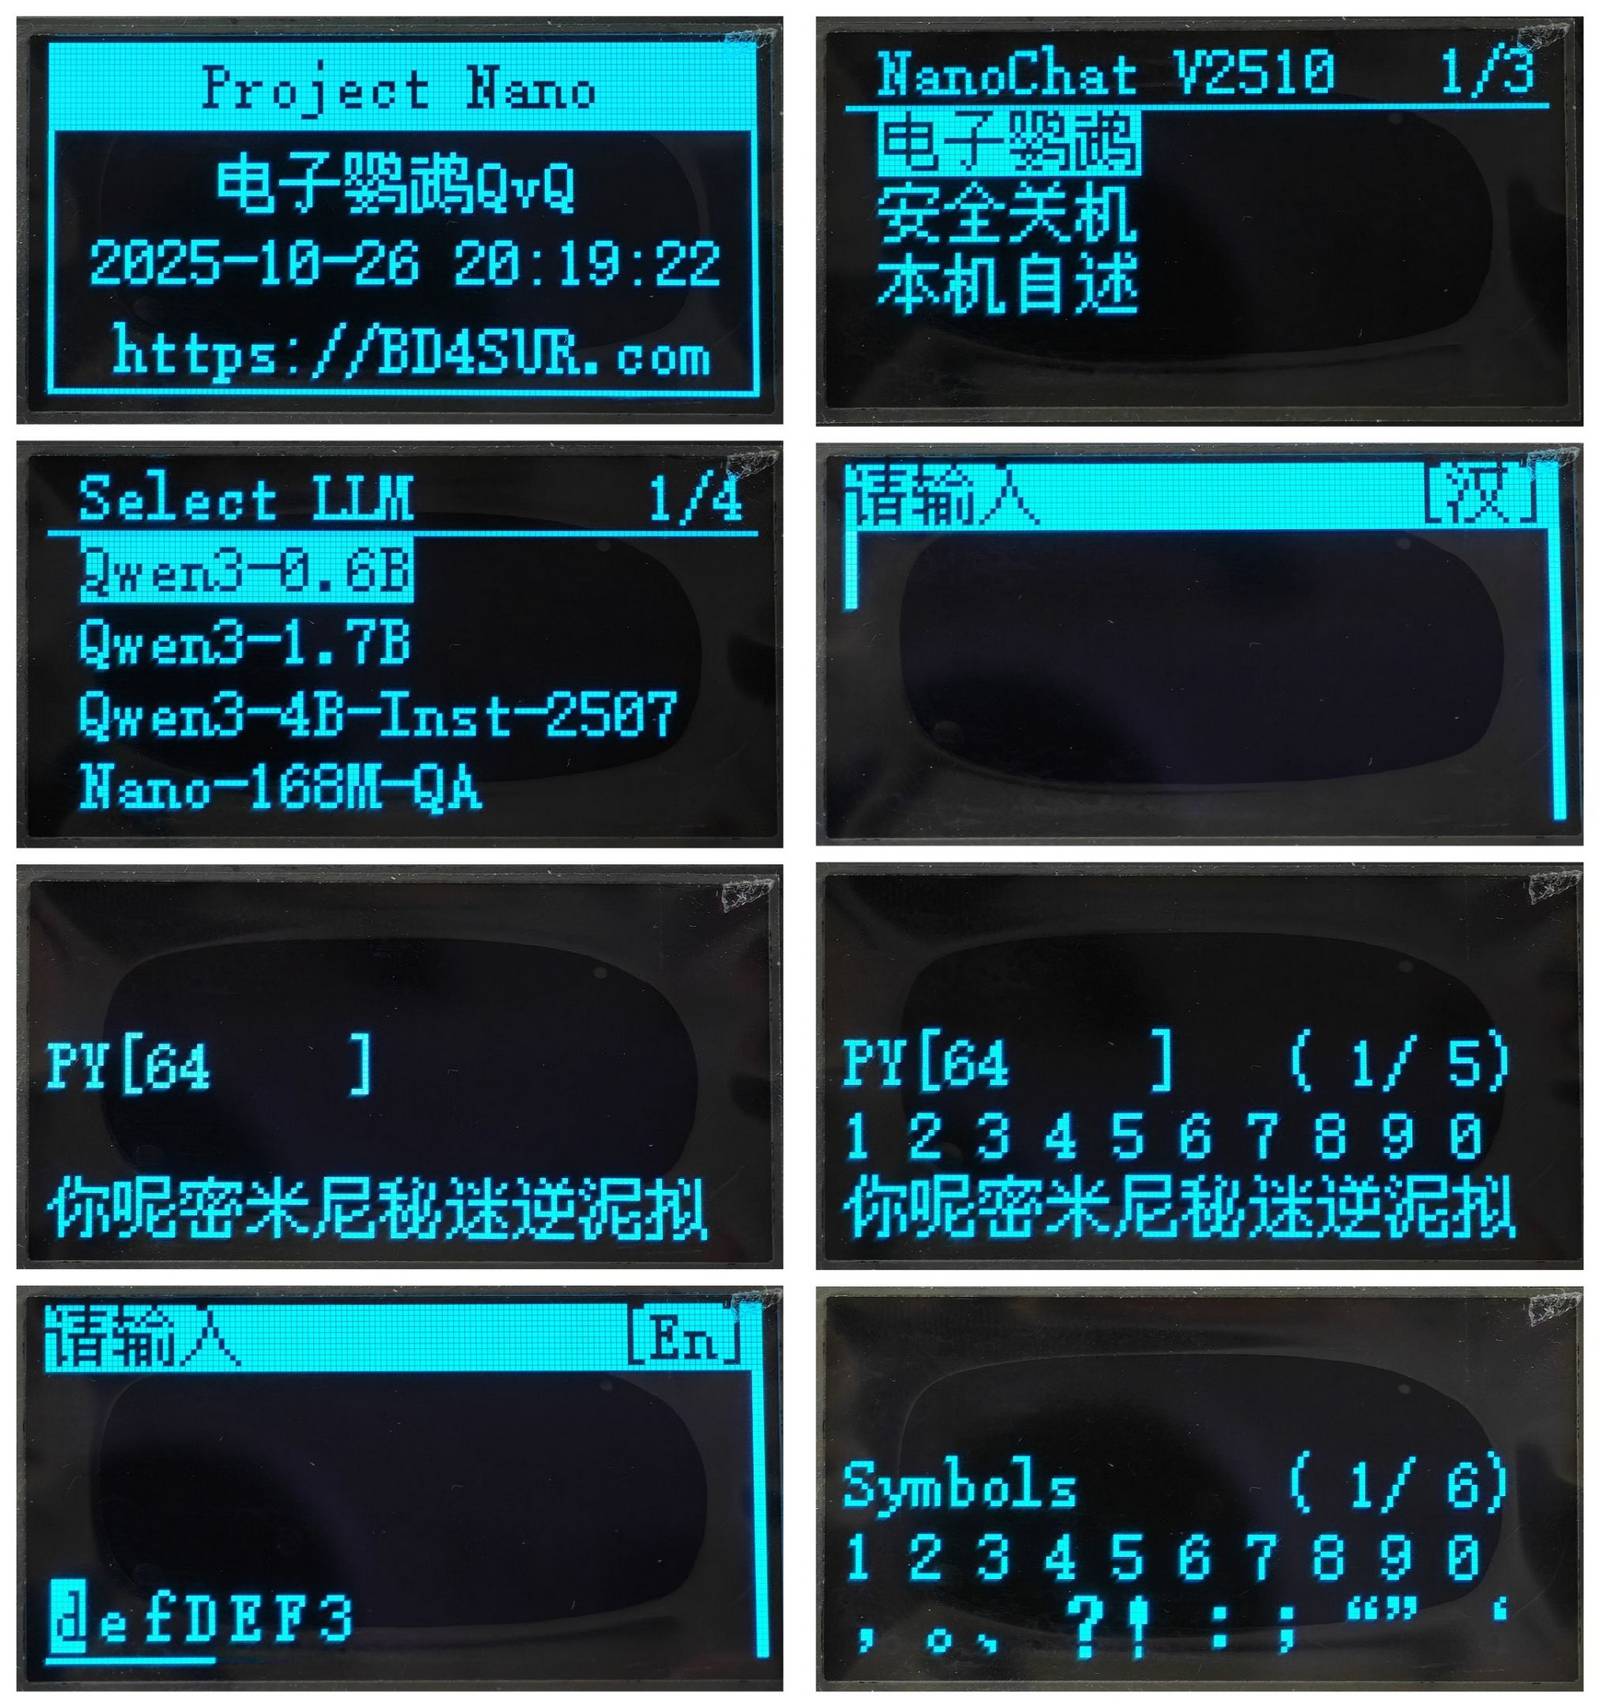 Project Nano
电子鹦鹉QvQ
2025-10-26 20:19:22
https://BD4SUR.com
NanoChat V2510 1/3
电子鹦鹉
安全关机
本机自述
Select LLM 1/4
Qwen3-0.6B
Qwen3-1.7B
Qwen3-4B-Inst-2507
Nano-168M-QA
请输入 [汉]
PY[64 ]
你呢密米尼秘迷逆泥拟
PY[64 ] ( 1/ 5)
1 2 3 4 5 6 7 8 9 0
你呢密米尼秘迷逆泥拟
请输入 [En]
defDEF3
Symbols ( 1/ 6)
1 2 3 4 5 6 7 8 9 0
， 。 、 ？ ！ ： ； “ ” ‘